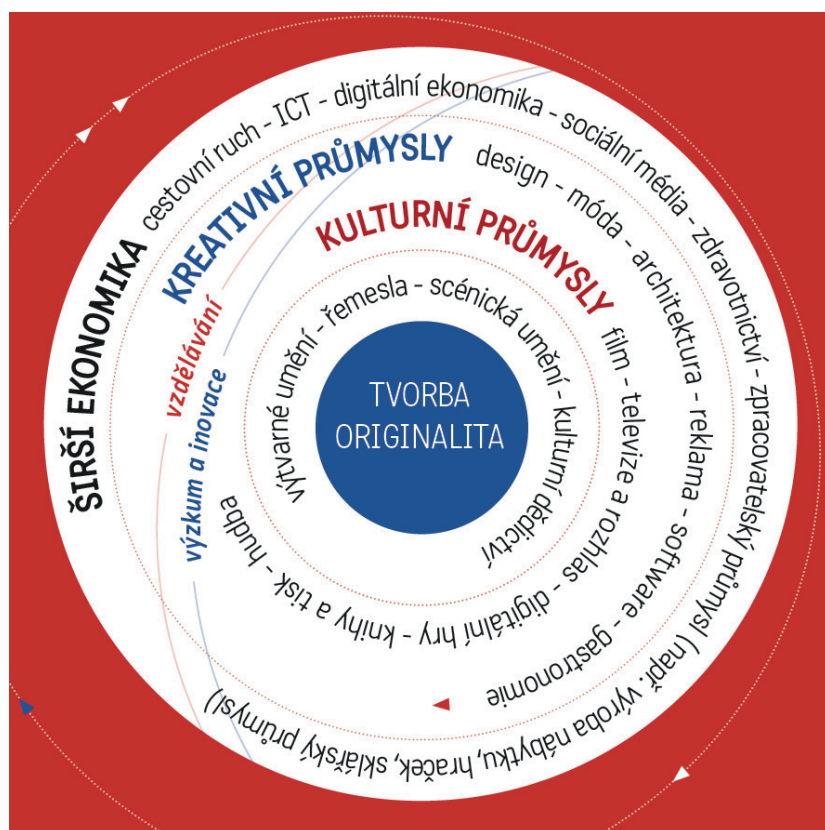 ŠIRŠÍ EKONOMIKA
cestovní ruch - ICT - digitální ekonomika - sociální média - zdravotnictví - zpracovatelský průmysl (např. výroba nábytku, hraček, sklářský průmysl)
KREATIVNÍ PRŮMYSLY
design - móda - architektura - reklama - software - gastronomie
KULTURNÍ PRŮMYSLY
film - televize a rozhlas - digitální hry - knihy a tisk - hudba
výtvarné umění - řemesla - scénická umění - kulturní dědictví
TVORBA
ORIGINALITA
vzdělávání
výzkum a inovace